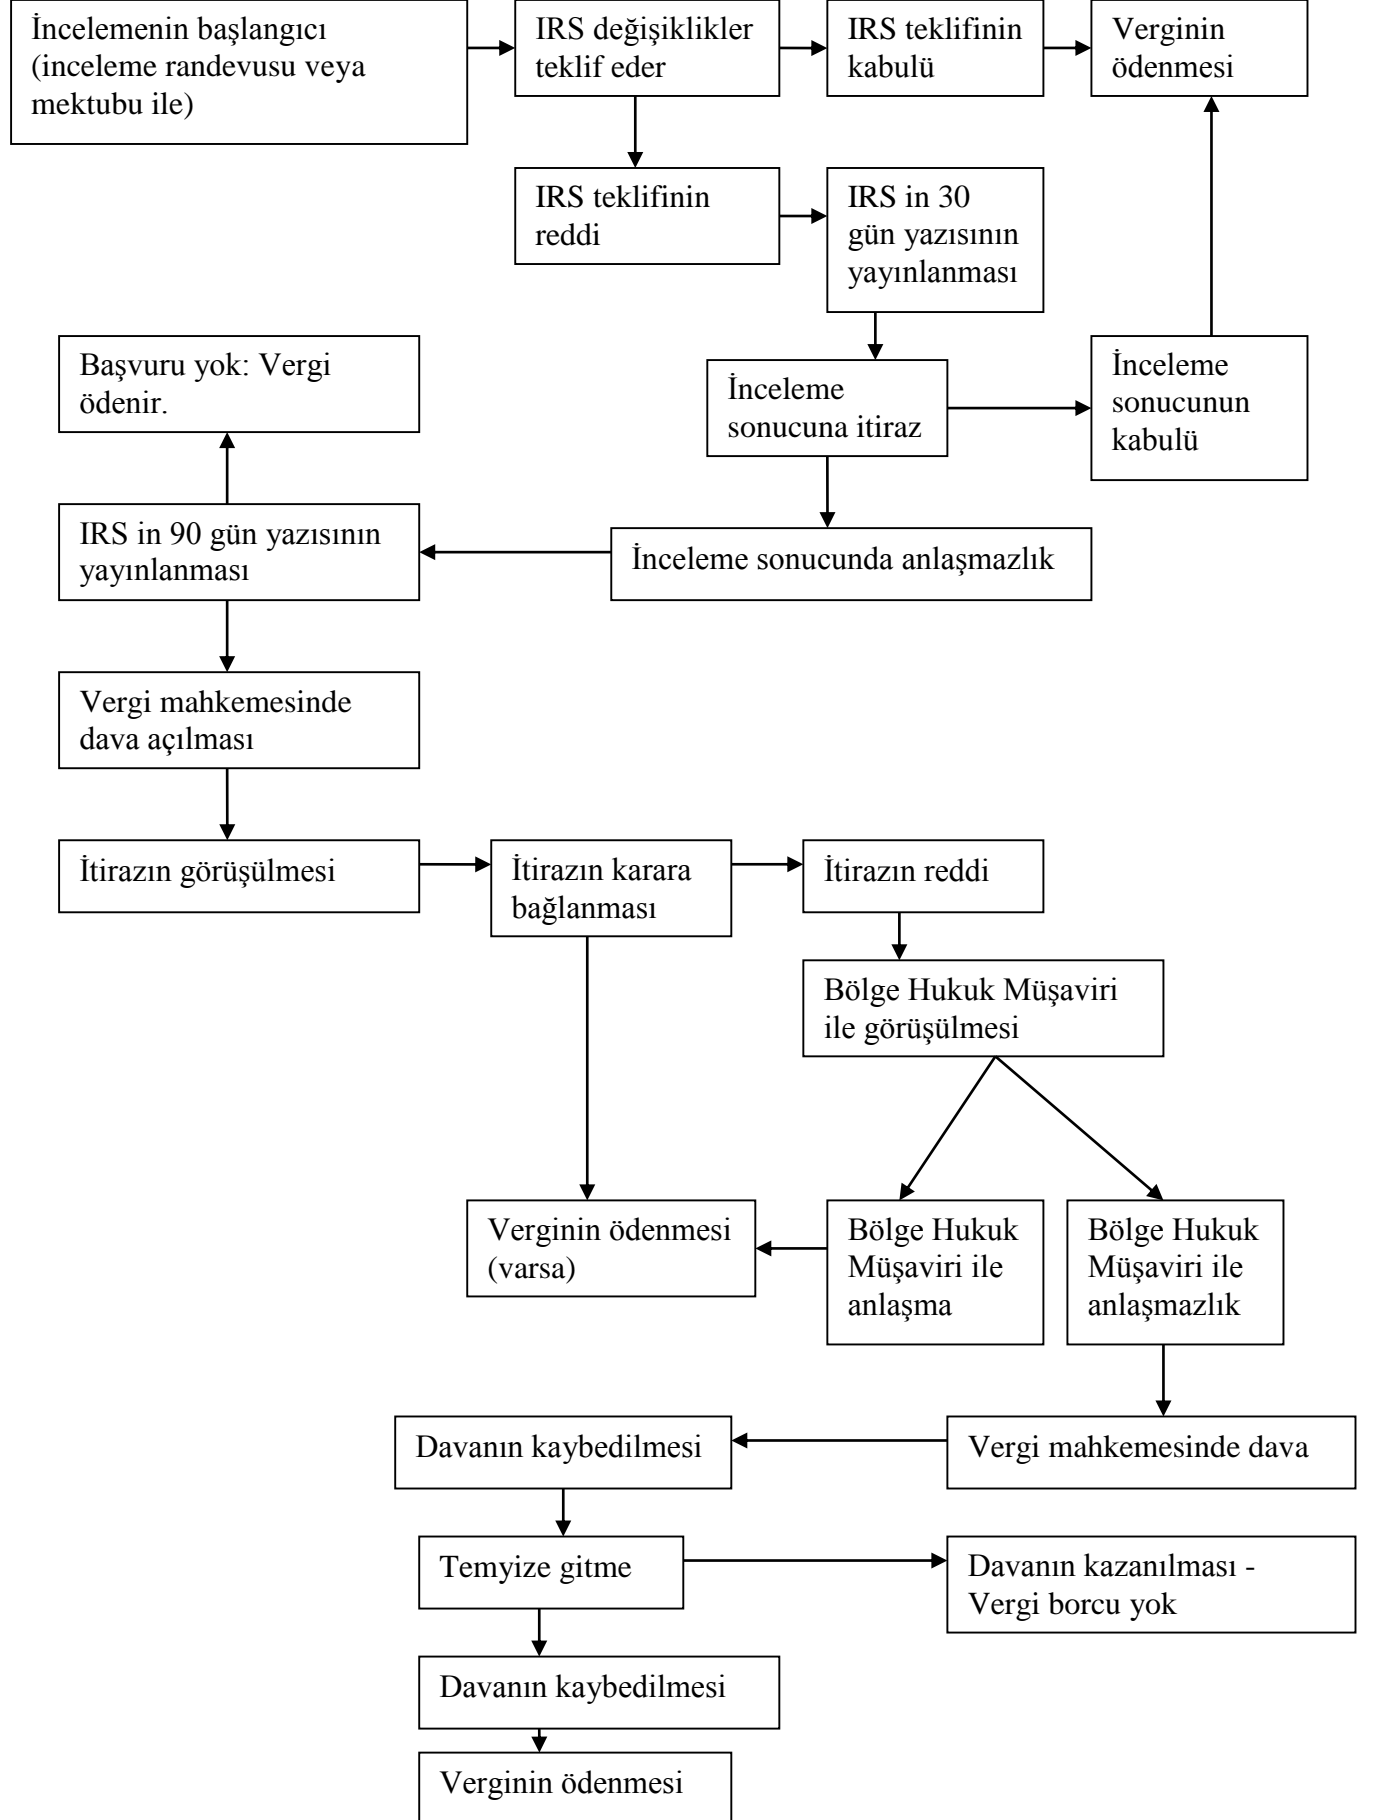 İncelemenin başlangıcı
(inceleme randevusu veya
mektubu ile)
IRS değişiklikler
teklif eder
IRS teklifinin
kabulü
Verginin
ödenmesi
IRS teklifinin
reddi
IRS in 30
gün yazısının
yayınlanması
Başvuru yok: Vergi
ödenir.
İnceleme
sonucuna itiraz
İnceleme
sonucunun
kabulü
IRS in 90 gün yazısının
yayınlanması
İnceleme sonucunda anlaşmazlık
Vergi mahkemesinde
dava açılması
İtirazın görüşülmesi
İtirazın karara
bağlanması
İtirazın reddi
Bölge Hukuk Müşaviri
ile görüşülmesi
Verginin ödenmesi
(varsa)
Bölge Hukuk
Müşaviri ile
anlaşma
Bölge Hukuk
Müşaviri ile
anlaşmazlık
Davanın kaybedilmesi
Vergi mahkemesinde dava
Temyize gitme
Davanın kazanılması -
Vergi borcu yok
Davanın kaybedilmesi
Verginin ödenmesi